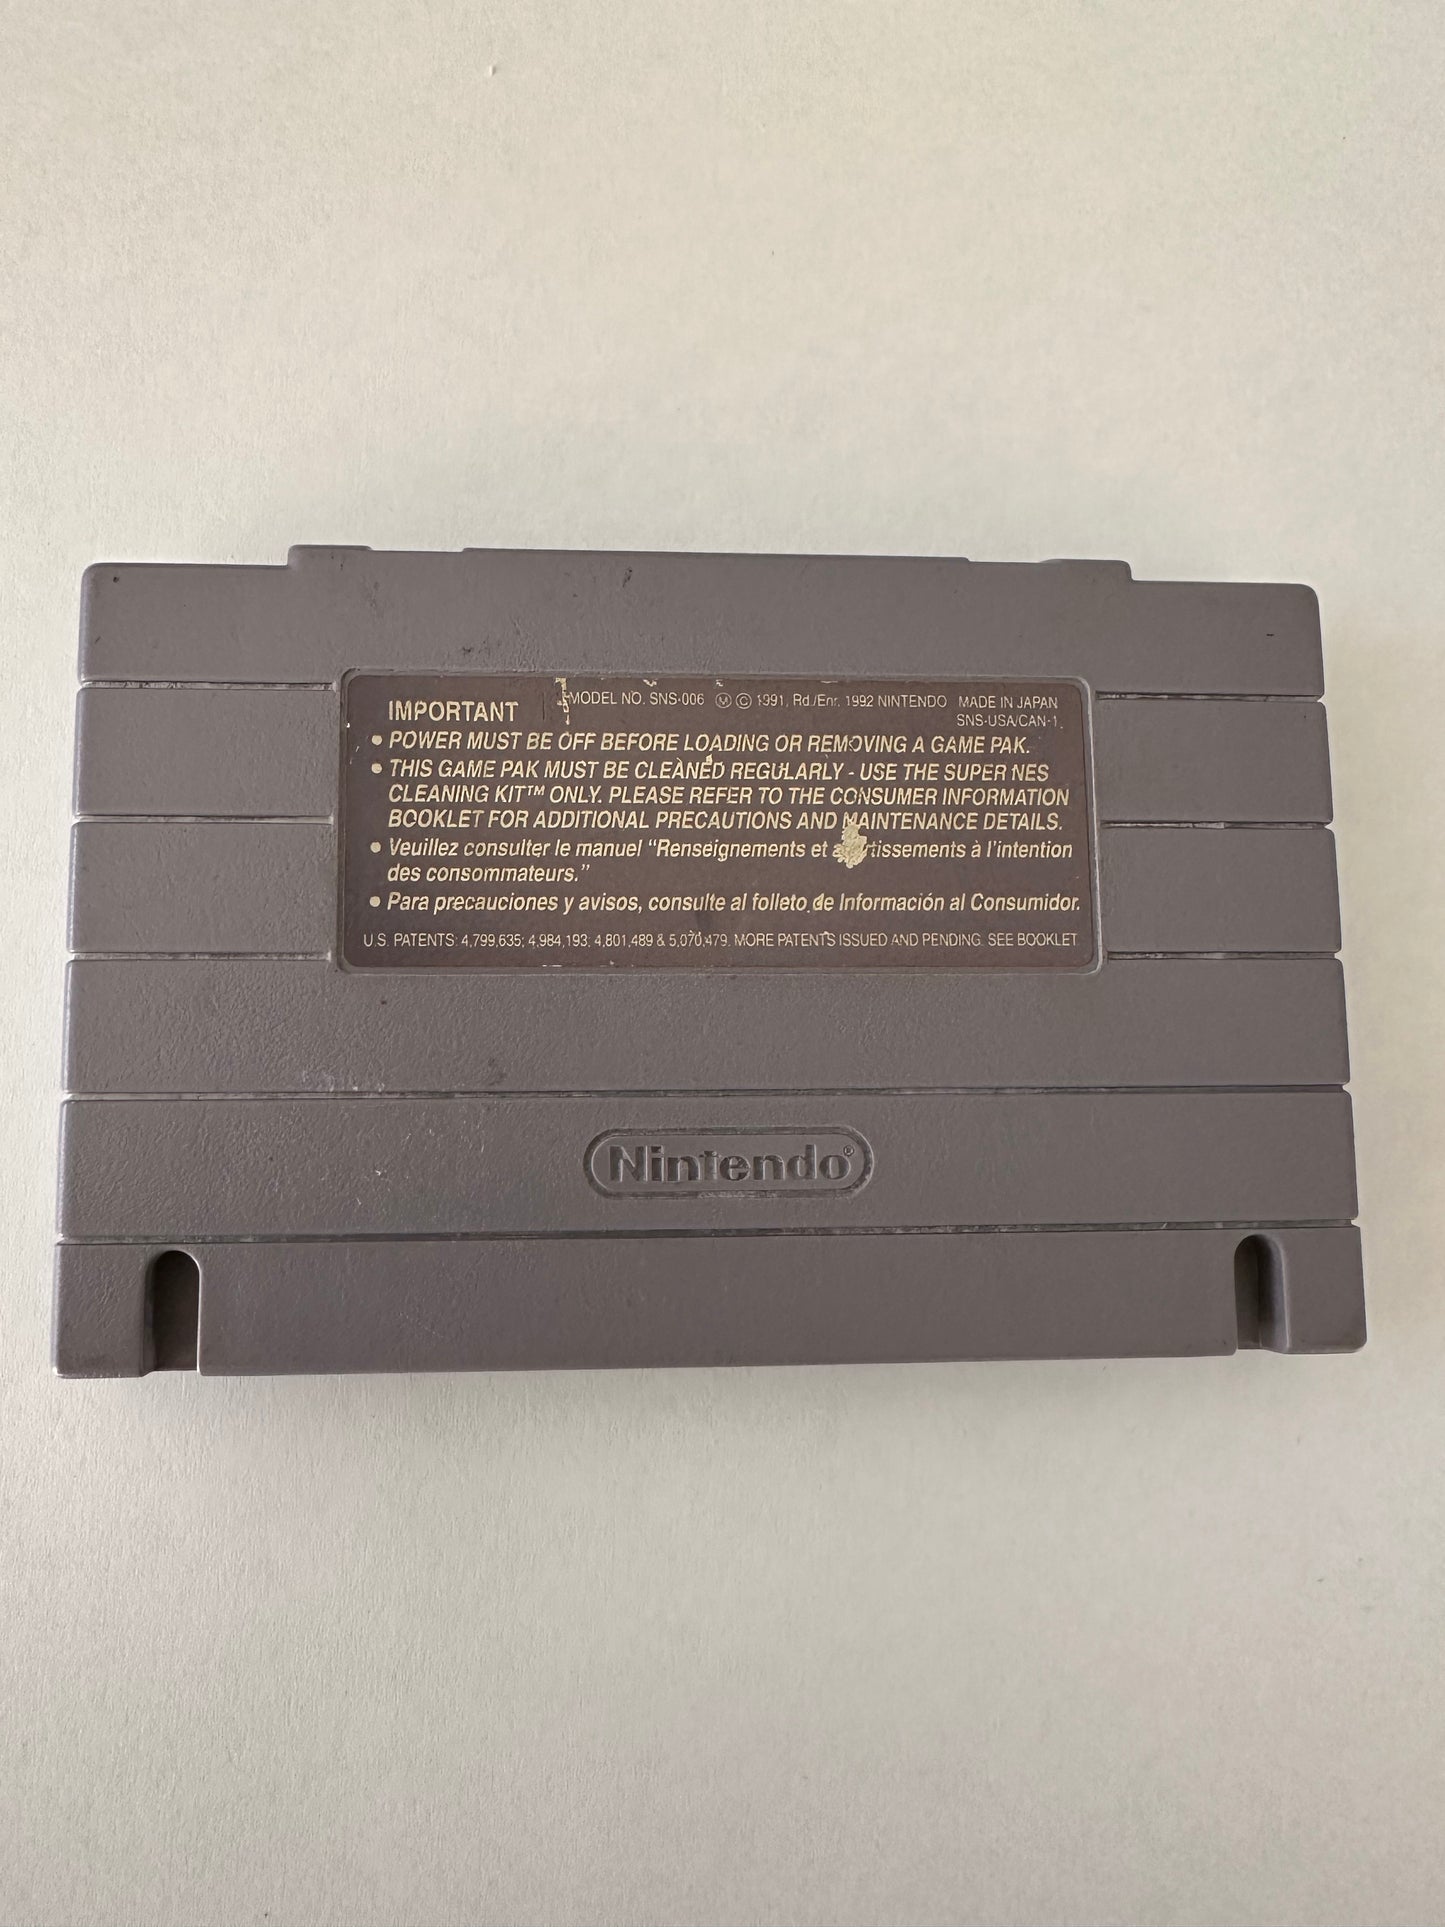 IMPORTANT
MODEL NO. SNS-006 Ⓜ © 1991, Rd./Enr. 1992 NINTENDO MADE IN JAPAN
SNS-USA/CAN-1
• POWER MUST BE OFF BEFORE LOADING OR REMOVING A GAME PAK.
• THIS GAME PAK MUST BE CLEANED REGULARLY - USE THE SUPER NES
CLEANING KIT™ ONLY. PLEASE REFER TO THE CONSUMER INFORMATION
BOOKLET FOR ADDITIONAL PRECAUTIONS AND MAINTENANCE DETAILS.
• Veuillez consulter le manuel “Renseignements et à l’intention
des consommateurs.”
• Para precauciones y avisos, consulte al folleto de Información al Consumidor.
U.S. PATENTS: 4,799,635; 4,984,193; 4,801,489 & 5,070,479. MORE PATENTS ISSUED AND PENDING. SEE BOOKLET
Nintendo®